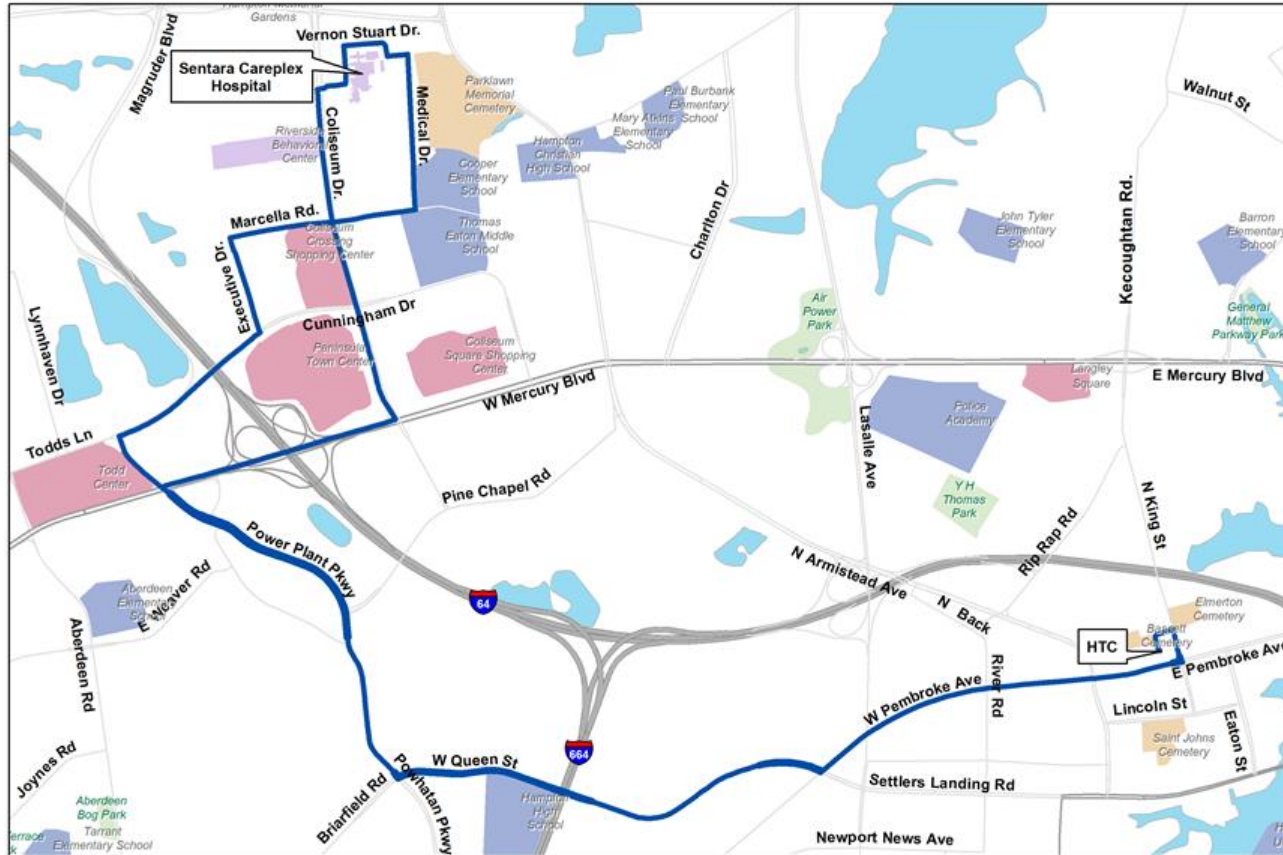 Hampton Memorial
Gardens
Vernon Stuart Dr.
Magruder Blvd
Sentara Careplex
Hospital
Parklawn
Memorial
Cemetery
Medical Dr.
Coliseum Dr.
Riverside
Behavioral
Center
Paul Burbank
Elementary
School
Mary Atkins
Elementary
School
Hampton
Christian
High School
Cooper
Elementary
School
Walnut St
Marcella Rd.
Coliseum
Crossing
Shopping Center
Thomas
Eaton Middle
School
Executive Dr.
Charlton Dr
John Tyler
Elementary
School
Kecoughtan Rd.
Barron
Elementary
School
Lynnhaven Dr
Cunningham Dr
Peninsula
Town Center
Coliseum
Square Shopping
Center
Air
Power
Park
General
Matthew
Parkway Park
W Mercury Blvd
E Mercury Blvd
Langley
Square
Todds Ln
Todd
Center
Lasalle Ave
Police
Academy
Pine Chapel Rd
Y H
Thomas
Park
N King St
Rip Rap Rd
Power Plant Pkwy
N Armistead Ave
Aberdeen
Elementary
School
E Weaver Rd
64
N Back
River Rd
Elmerton
Cemetery
Bassett
Cemetery
HTC
Aberdeen Rd
E Pembroke Ave
W Pembroke Ave
Lincoln St
Eaton St
Saint Johns
Cemetery
Joynes Rd
W Queen St
664
Briarfield Rd
Powhatan Pkwy
Settlers Landing Rd
Hampton
High
School
Aberdeen
Bog Park
Tarrant
Elementary School
Park
Newport News Ave